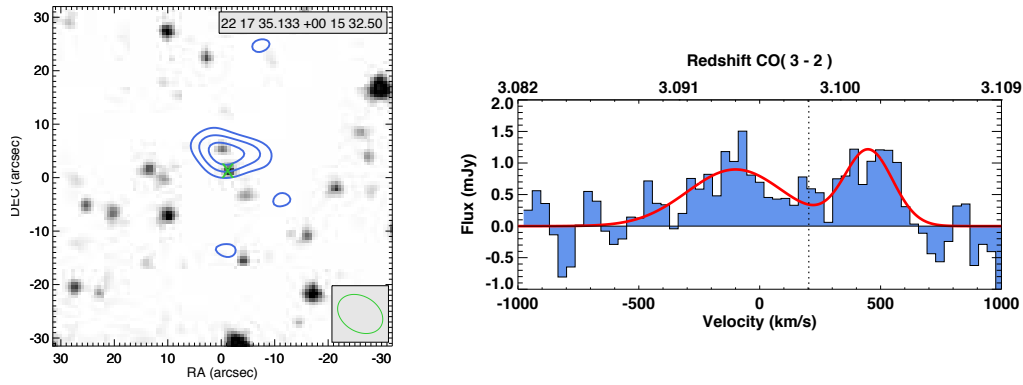 22 17 35.133 +00 15 32.50
30
20
10
0
-10
-20
-30
DEC (arcsec)
30 20 10 0 -10 -20 -30
RA (arcsec)
Redshift CO( 3 - 2 )
3.082 3.091 3.100 3.109
2.0
1.5
1.0
0.5
0.0
-0.5
-1.0
Flux (mJy)
-1000 -500 0 500 1000
Velocity (km/s)